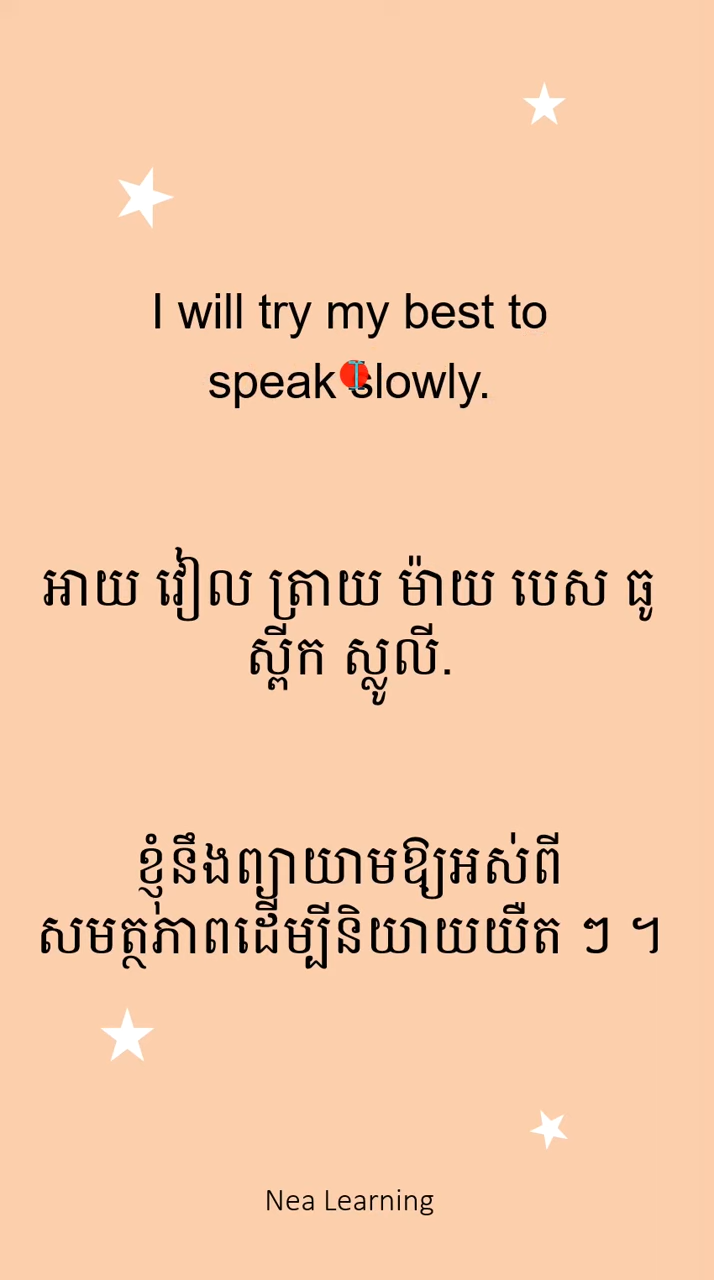 I will try my best to
speak slowly.
អាយ វៀល ត្រាយ ម៉ាយ បេស ធូ
ស្ពីក ស្លូលី.
ខ្ញុំនឹងព្យាយាមឱ្យអស់ពី
សមត្ថភាពដើម្បីនិយាយយឺត ៗ ។
Nea Learning